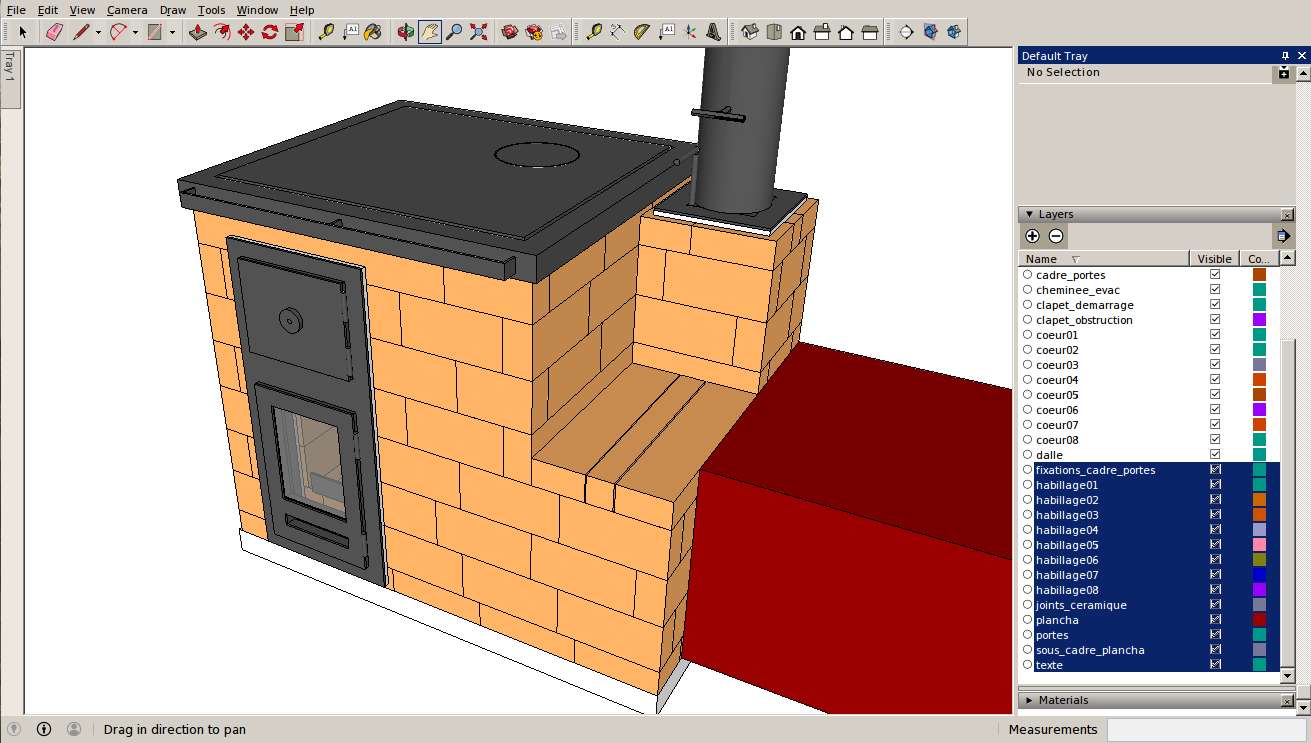 File Edit View Camera Draw Tools Window Help
Tray 1
Default Tray
No Selection
Layers
Name Visible Co...
cadre_portes
cheminee_evac
clapet_demarrage
clapet_obstruction
coeur01
coeur02
coeur03
coeur04
coeur05
coeur06
coeur07
coeur08
dalle
fixations_cadre_portes
habillage01
habillage02
habillage03
habillage04
habillage05
habillage06
habillage07
habillage08
joints_ceramique
plancha
portes
sous_cadre_plancha
texte
Materials
Drag in direction to pan
Measurements